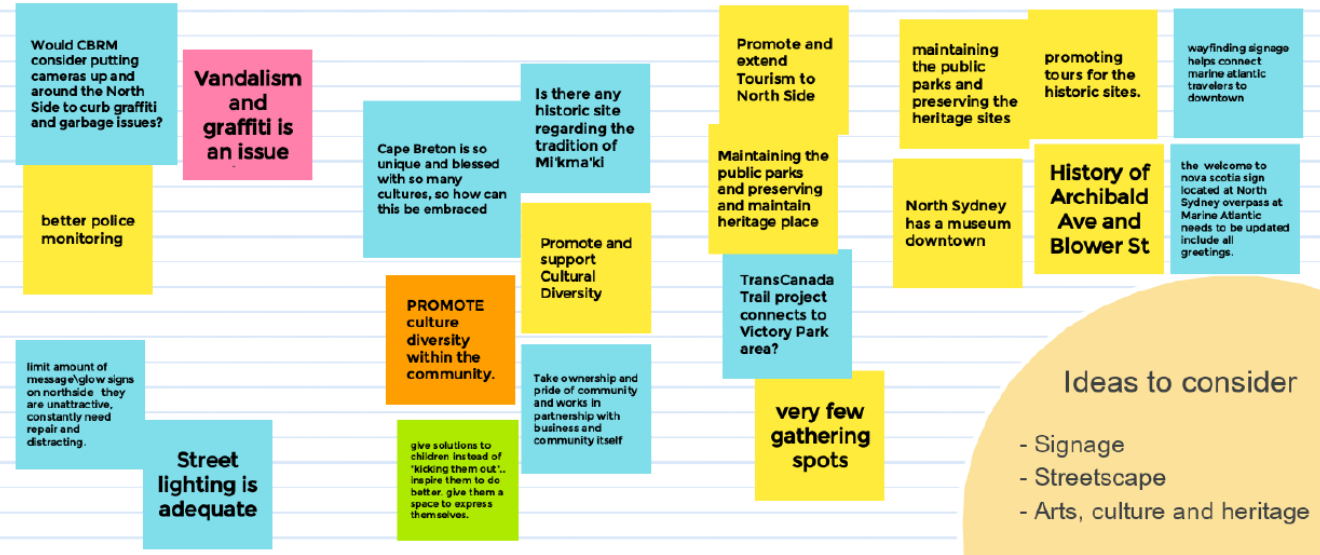 Would CBRM
consider putting
cameras up and
around the North
Side to curb graffiti
and garbage issues?
Vandalism
and
graffiti is
an issue
better police
monitoring
limit amount of
message\glow signs
on northside they
are unattractive,
constantly need
repair and
distracting.
Street
lighting is
adequate
Cape Breton is so
unique and blessed
with so many
cultures, so how can
this be embraced
Is there any
historic site
regarding the
tradition of
Mi'kma'ki
Promote and
support
Cultural
Diversity
PROMOTE
culture
diversity
within the
community.
Take ownership and
pride of community
and works in
partnership with
business and
community itself
give solutions to
children instead of
'kicking them out'..
inspire them to do
better. give them a
space to express
themselves.
Promote and
extend
Tourism to
North Side
Maintaining the
public parks
and preserving
and maintain
heritage place
TransCanada
Trail project
connects to
Victory Park
area?
very few
gathering
spots
maintaining
the public
parks and
preserving the
heritage sites
promoting
tours for the
historic sites.
wayfinding signage
helps connect
marine atlantic
travelers to
downtown
North Sydney
has a museum
downtown
History of
Archibald
Ave and
Blower St
the welcome to
nova scotia sign
located at North
Sydney overpass at
Marine Atlantic
needs to be updated
include all
greetings.
Ideas to consider
- Signage
- Streetscape
- Arts, culture and heritage